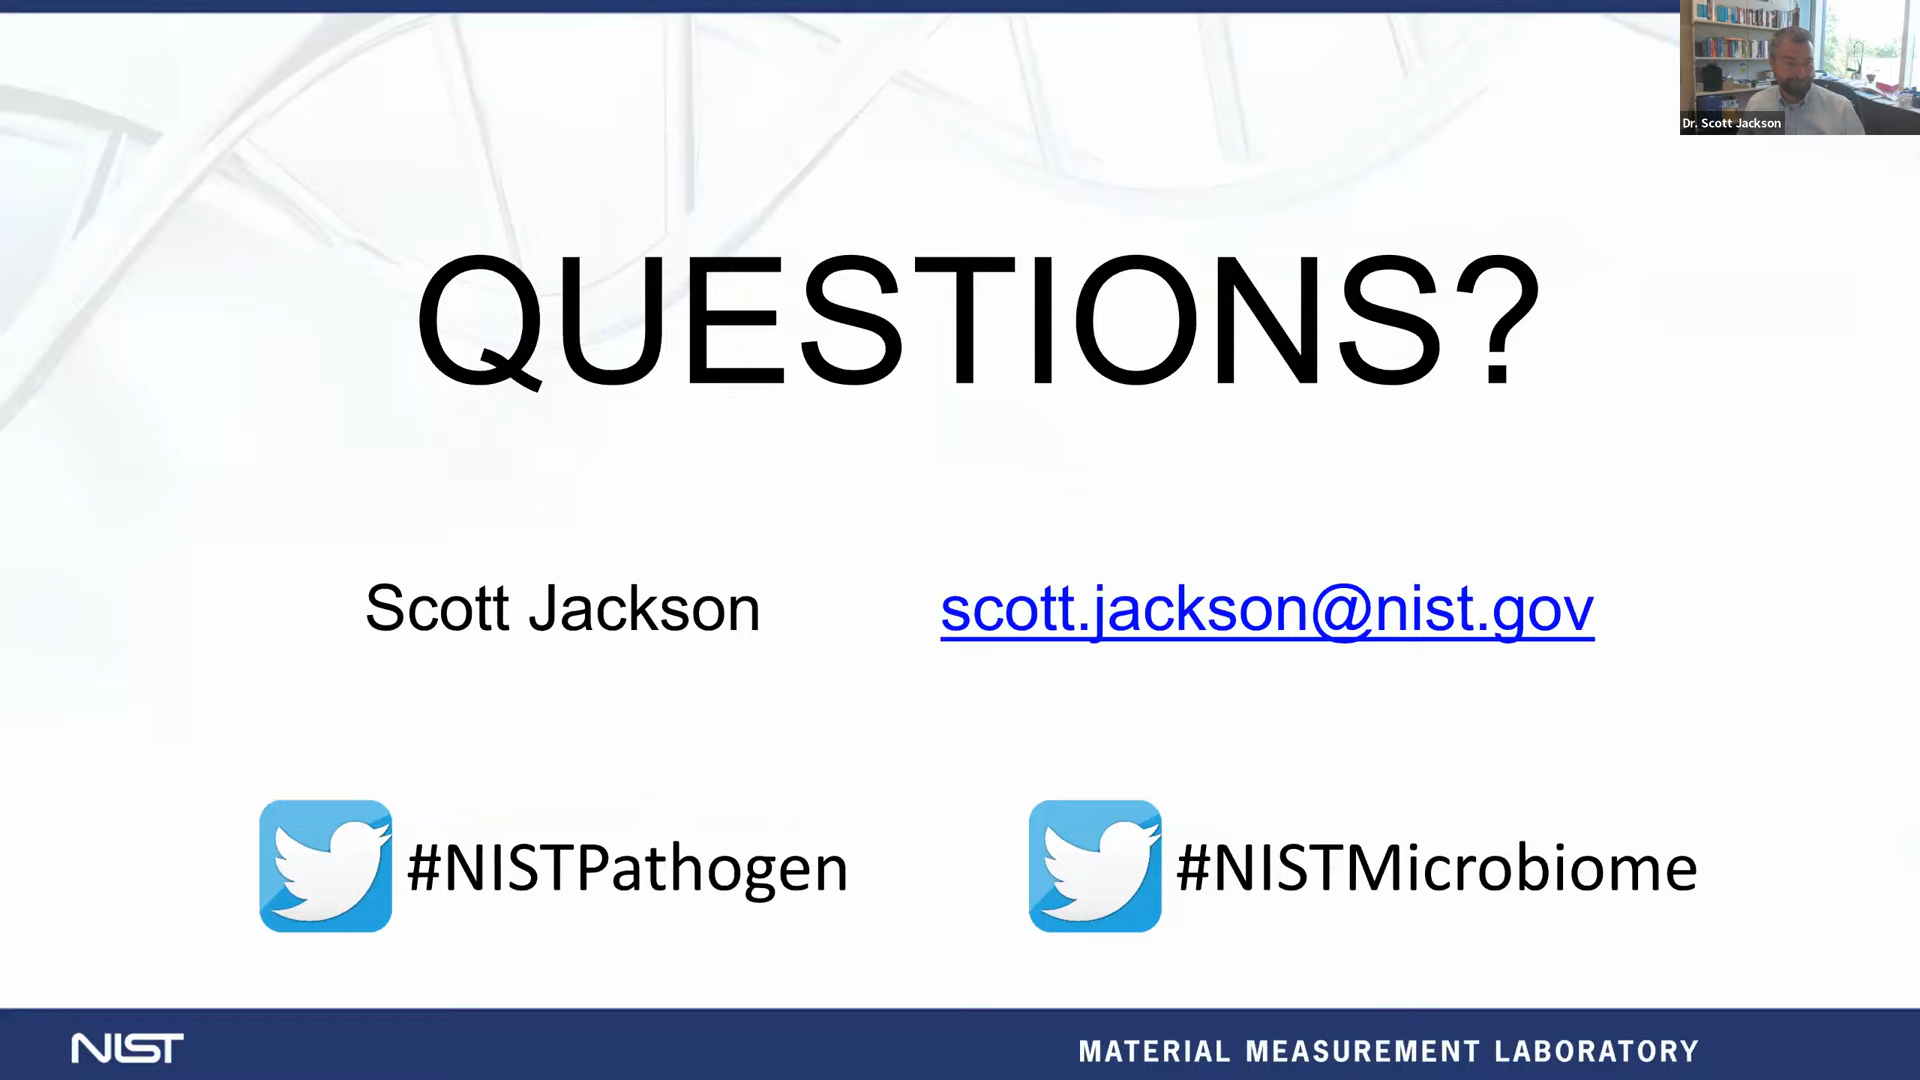 Dr. Scott Jackson
QUESTIONS?
Scott Jackson scott.jackson@nist.gov
#NISTPathogen #NISTMicrobiome
NIST MATERIAL MEASUREMENT LABORATORY